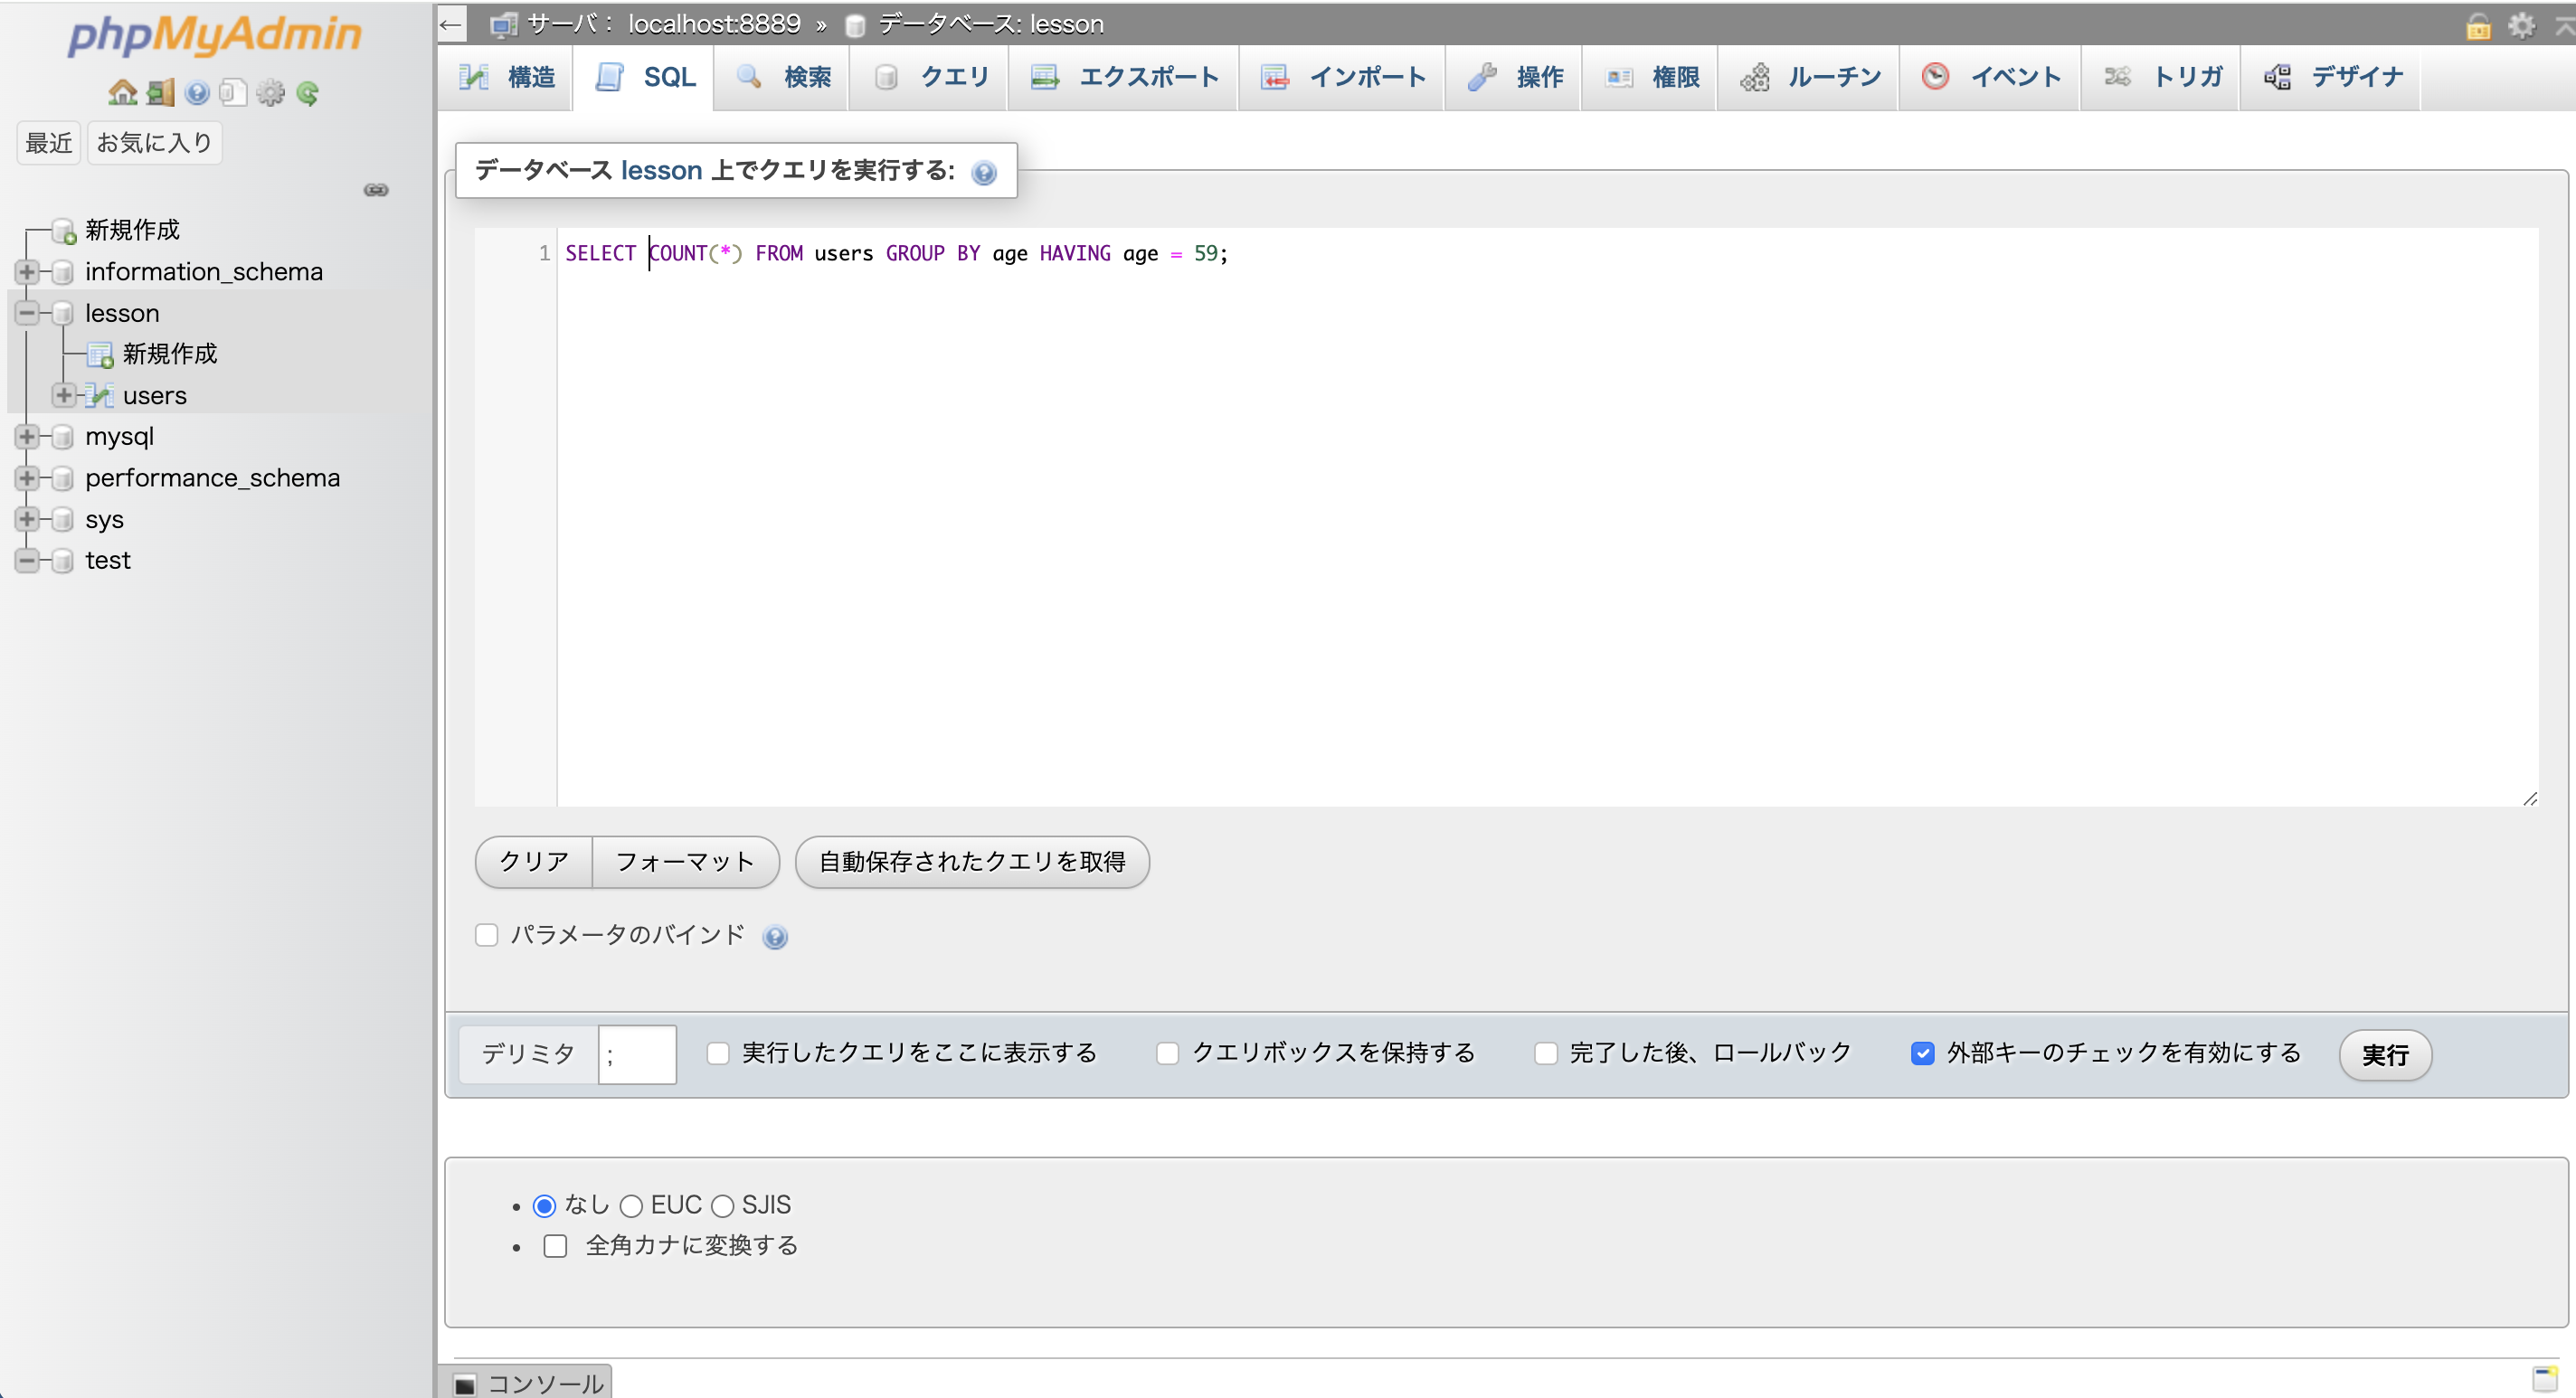 phpMyAdmin
最近 お気に入り
新規作成
information_schema
lesson
新規作成
users
mysql
performance_schema
sys
test
← サーバ: localhost:8889 » データベース: lesson
構造 SQL 検索 クエリ エクスポート インポート 操作 権限 ルーチン イベント トリガ デザイナ
データベース lesson 上でクエリを実行する:
1 SELECT COUNT(*) FROM users GROUP BY age HAVING age = 59;
クリア フォーマット 自動保存されたクエリを取得
パラメータのバインド
デリミタ ; 実行したクエリをここに表示する クエリボックスを保持する 完了した後、ロールバック 外部キーのチェックを有効にする 実行
• なし EUC SJIS
• 全角カナに変換する
コンソール